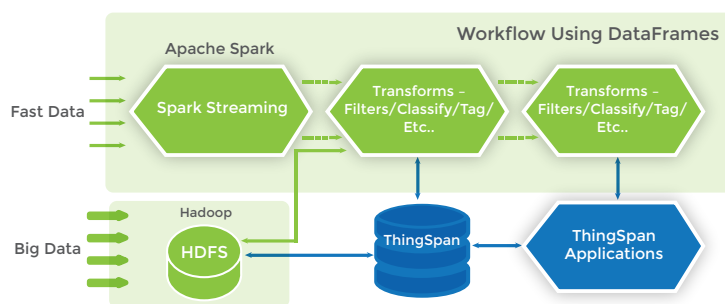 Workflow Using DataFrames
Apache Spark
Fast Data
Spark Streaming
Transforms –
Filters/Classify/Tag/
Etc..
Transforms –
Filters/Classify/Tag/
Etc..
Hadoop
Big Data
HDFS
ThingSpan
ThingSpan
Applications